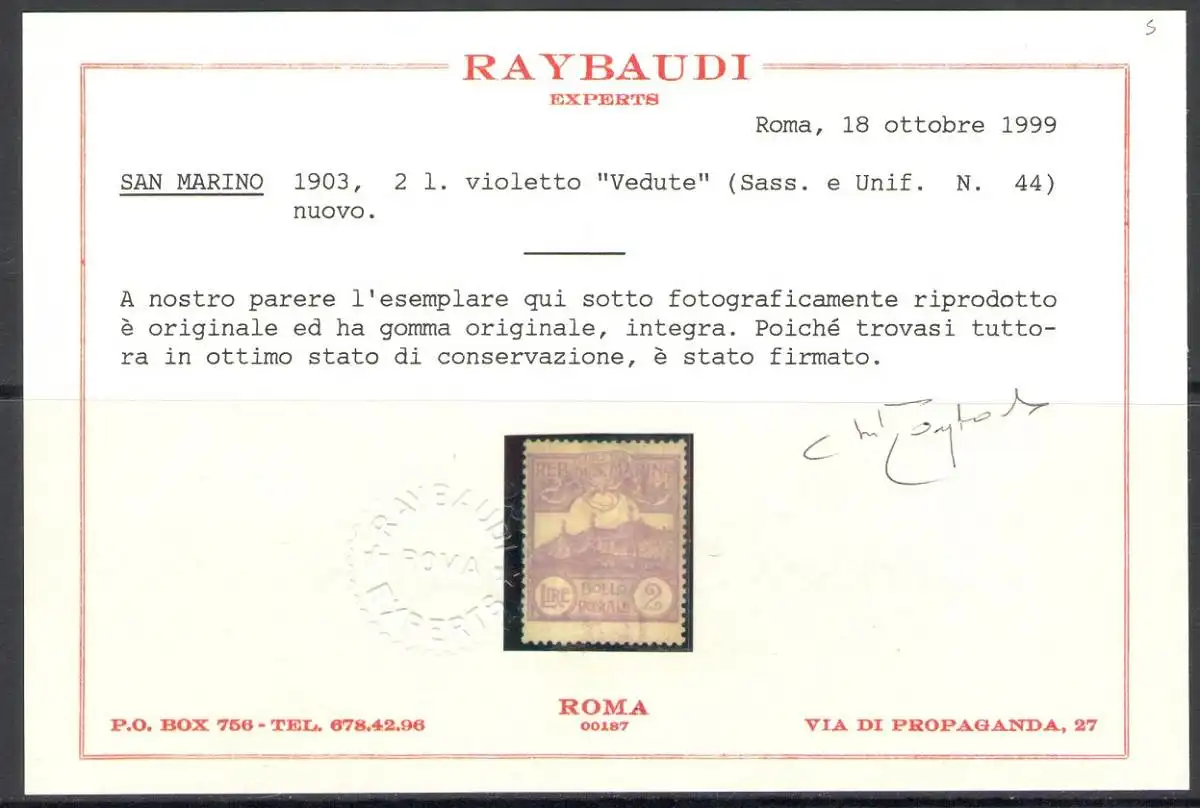 S
RAYBAUDI
EXPERTS
Roma, 18 ottobre 1999
SAN MARINO 1903, 2 l. violetto "Vedute" (Sass. e Unif. N. 44)
nuovo.
A nostro parere l'esemplare qui sotto fotograficamente riprodotto
è originale ed ha gomma originale, integra. Poiché trovasi tutto-
ra in ottimo stato di conservazione, è stato firmato.
RAYBAUDI
ROMA
EXPERTS
REP. DI S. MARINO
LIRE
BOLLO
POSTALE
2
ROMA
00187
P.O. BOX 756 - TEL. 678.42.96
VIA DI PROPAGANDA, 27